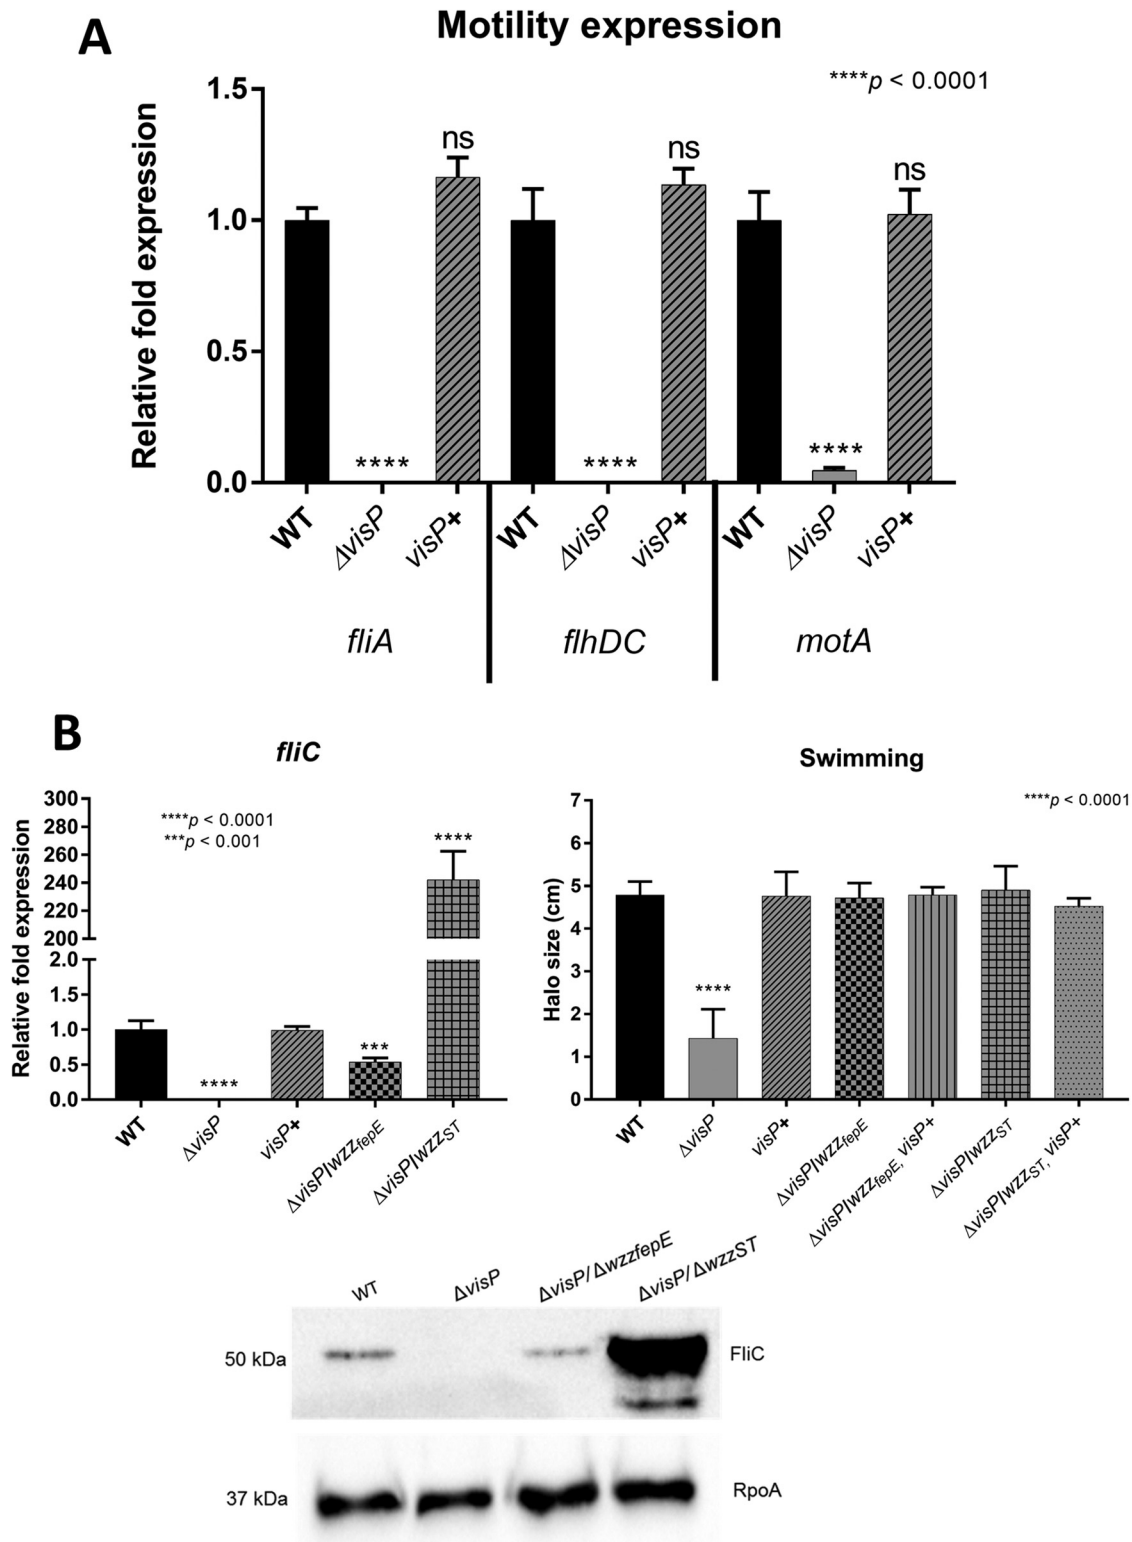 A
Motility expression
****p < 0.0001
Relative fold expression
1.5
1.0
0.5
0.0
ns
ns
ns
****
****
****
WT
ΔvisP
visP+
WT
ΔvisP
visP+
WT
ΔvisP
visP+
fliA
flhDC
motA
B
fliC
****p < 0.0001
***p < 0.001
Relative fold expression
300
280
260
240
220
200
2.0
1.5
1.0
0.5
0.0
****
***
****
WT
ΔvisP
visP+
ΔvisP/wzzfepE
ΔvisP/wzzST
Swimming
****p < 0.0001
Halo size (cm)
7
6
5
4
3
2
1
0
****
WT
ΔvisP
visP+
ΔvisP/wzzfepE
ΔvisP/wzzfepE, visP+
ΔvisP/wzzST
ΔvisP/wzzST, visP+
WT
ΔvisP
ΔvisP/ΔwzzfepE
ΔvisP/ΔwzzST
50 kDa
FliC
37 kDa
RpoA